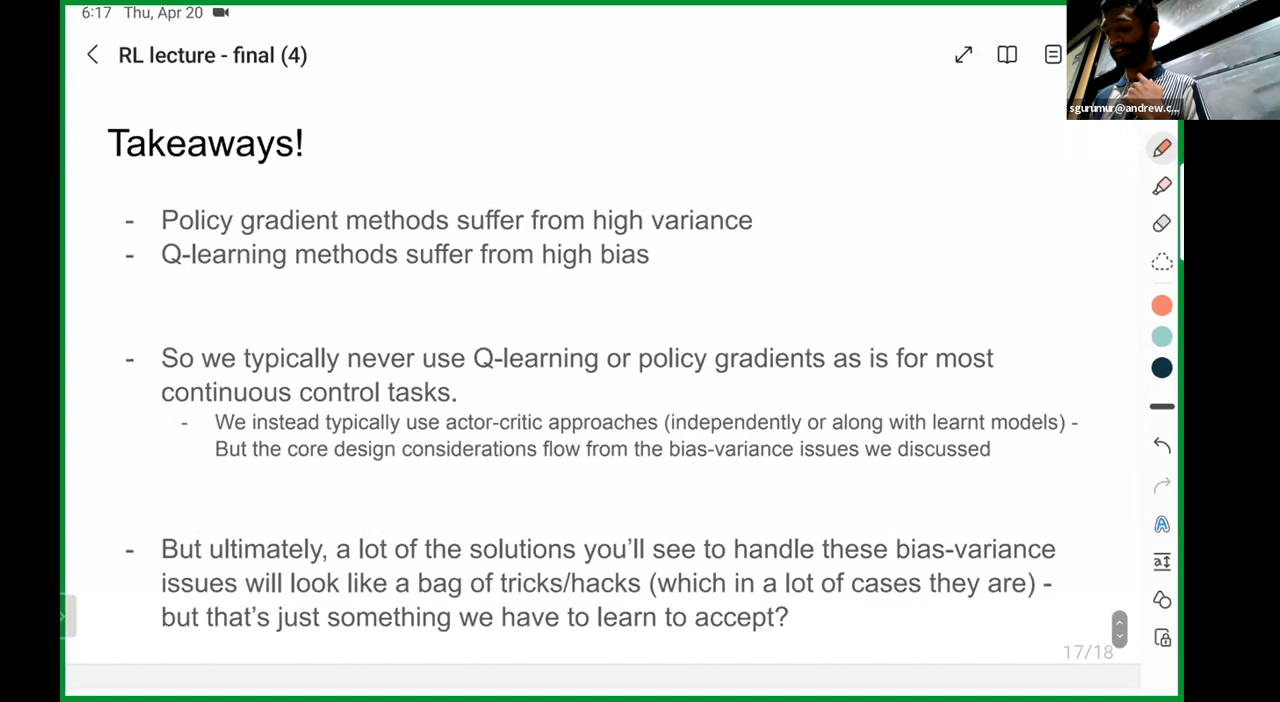 6:17 Thu, Apr 20
RL lecture - final (4)
sgurumur@andrew.c...
Takeaways!
- Policy gradient methods suffer from high variance
- Q-learning methods suffer from high bias
- So we typically never use Q-learning or policy gradients as is for most
continuous control tasks.
- We instead typically use actor-critic approaches (independently or along with learnt models) -
But the core design considerations flow from the bias-variance issues we discussed
- But ultimately, a lot of the solutions you'll see to handle these bias-variance
issues will look like a bag of tricks/hacks (which in a lot of cases they are) -
but that's just something we have to learn to accept?
17/18